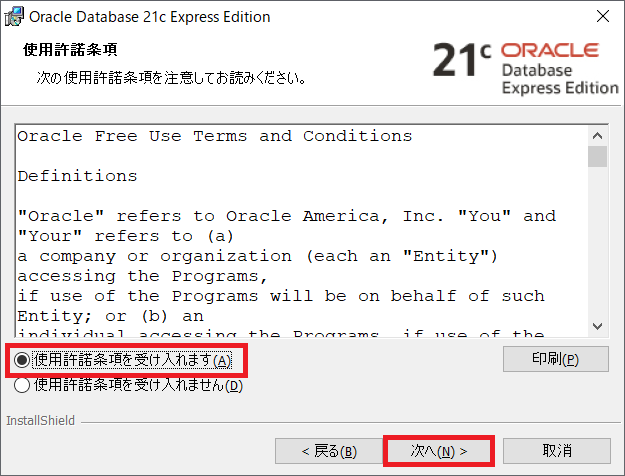 Oracle Database 21c Express Edition
使用許諾条項
次の使用許諾条項を注意してお読みください。
21c ORACLE
Database
Express Edition
Oracle Free Use Terms and Conditions
Definitions
"Oracle" refers to Oracle America, Inc. "You" and
"Your" refers to (a)
a company or organization (each an "Entity")
accessing the Programs,
if use of the Programs will be on behalf of such
Entity; or (b) an
individual accessing the Programs, if use of the
使用許諾条項を受け入れます(A)
印刷(P)
使用許諾条項を受け入れません(D)
InstallShield
< 戻る(B)
次へ(N) >
取消